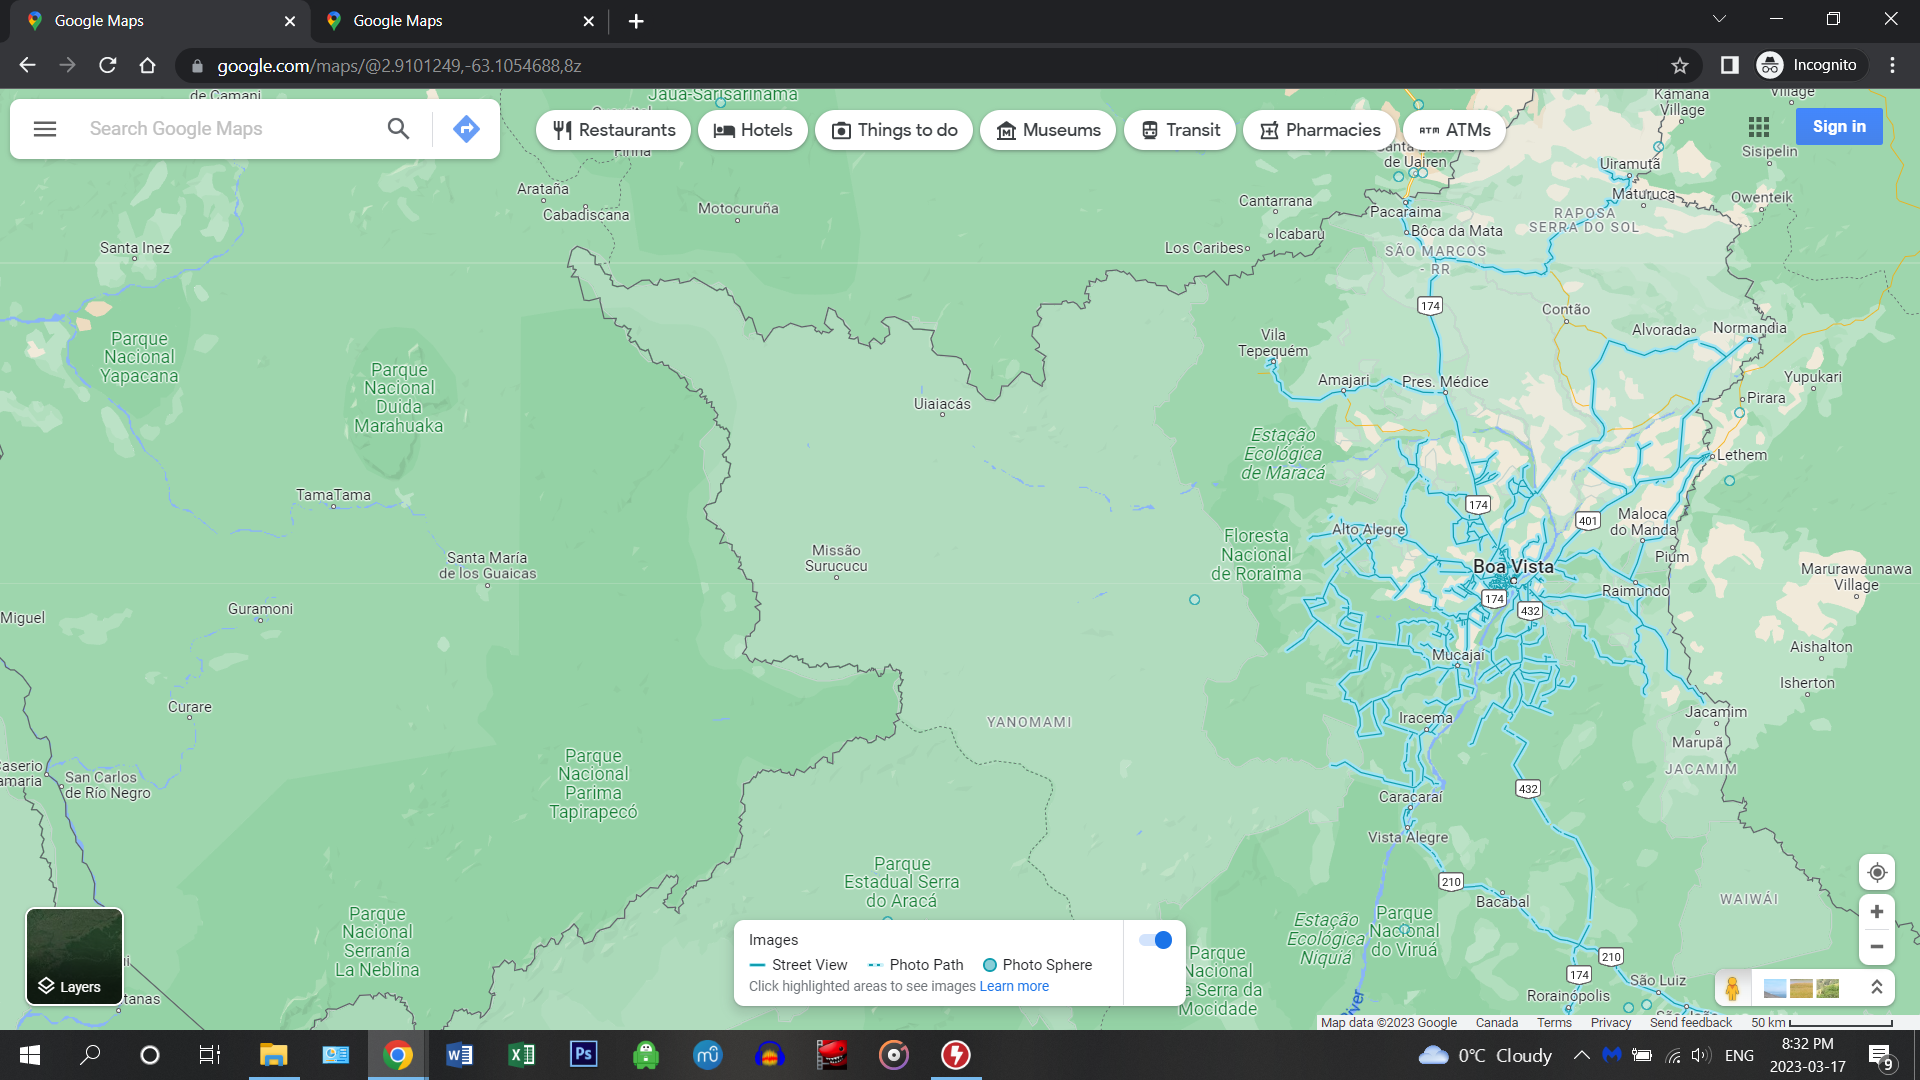 Google Maps
Google Maps
google.com/maps/@2.9101249,-63.1054688,8z
Incognito
Search Google Maps
Restaurants
Hotels
Things to do
Museums
Transit
Pharmacies
ATMs
Sign in
de Camani
Jaua-Sarisariñama
Kamana
Village
Village
Sisipelin
de Uairen
Uiramutã
Maturuca
Owenteik
Arataña
Cabadiscana
Motocuruña
Cantarrana
Icabarú
Los Caribes
Pacaraima
Bôca da Mata
RAPOSA
SERRA DO SOL
SÃO MARCOS
- RR
Santa Inez
174
Contão
Alvorada
Normandia
Vila
Tepequém
Amajari
Pres. Médice
Yupukari
Pirara
Parque
Nacional
Yapacana
Parque
Nacional
Duida
Marahuaka
Uiaiacás
Estação
Ecológica
de Maracá
Lethem
TamaTama
174
401
Maloca
do Manda
Alto Alegre
Pium
Missão
Surucucu
Floresta
Nacional
de Roraima
Boa Vista
Santa María
de los Guaicas
Marurawaunawa
Village
Raimundo
174
432
Miguel
Guramoni
Mucajaí
Aishalton
Isherton
Curare
YANOMAMI
Iracema
Jacamim
Marupã
JACAMIM
Parque
Nacional
Parima
Tapirapecó
San Carlos
de Río Negro
432
Caracaraí
Vista Alegre
Parque
Estadual Serra
do Aracá
210
Bacabal
WAIWÁI
Parque
Nacional
Serranía
La Neblina
Estação
Ecológica
Niquiá
Parque
Nacional
do Viruá
Parque
Nacional
a Serra da
Mocidade
210
174
São Luiz
Rorainópolis
River
Layers
Images
Street View
Photo Path
Photo Sphere
Click highlighted areas to see images Learn more
Map data ©2023 Google
Canada
Terms
Privacy
Send feedback
50 km
0°C Cloudy
ENG
8:32 PM
2023-03-17
9